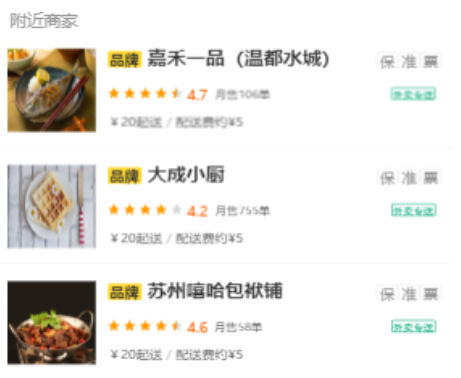 附近商家
品牌 嘉禾一品（温都水城） 保 准 票
4.7 月售106单 外卖专送
¥20起送 / 配送费约¥5
品牌 大成小厨 保 准 票
4.2 月售755单 外卖专送
¥20起送 / 配送费约¥5
品牌 苏州嘻哈包袱铺 保 准 票
4.6 月售58单 外卖专送
¥20起送 / 配送费约¥5